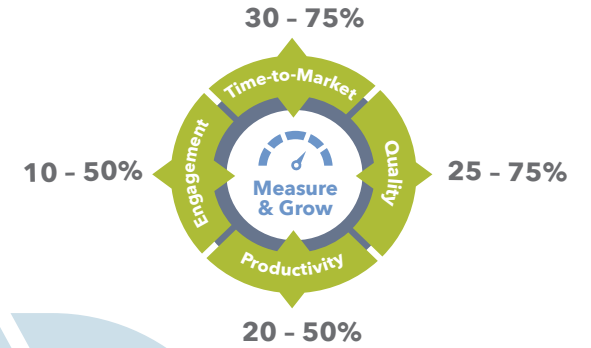 30 – 75%
Time-to-Market
Engagement
Quality
10 – 50%
25 – 75%
Measure
& Grow
Productivity
20 – 50%